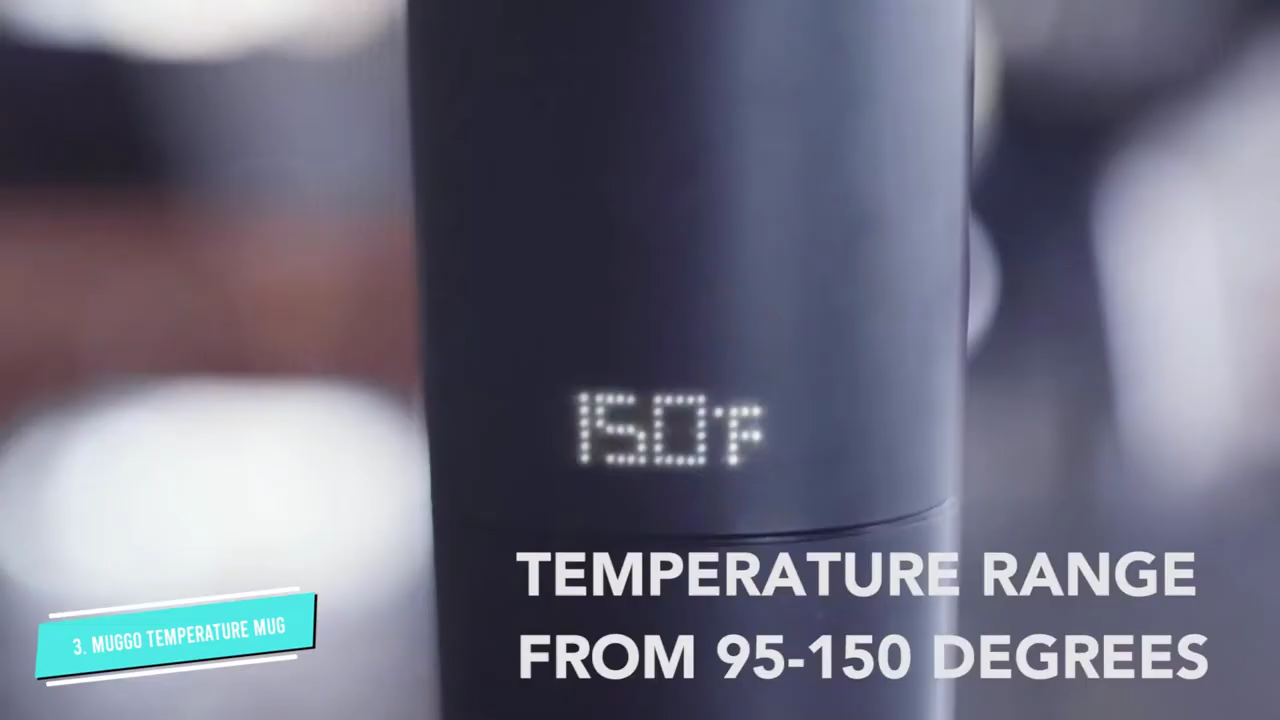 150°F
TEMPERATURE RANGE
FROM 95-150 DEGREES
3. MUGGO TEMPERATURE MUG